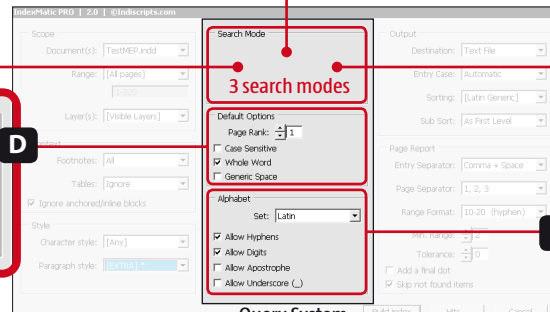 IndexMatic PRO | 2.0 | ©Indiscripts.com
Scope
Document(s): TestMEP.indd
Range: [All pages]
Layer(s): [Visible Layers]
Footnotes: All
Tables: Ignore
Ignore anchored/inline blocks
Style
Character style: [Any]
Paragraph style:
D
Search Mode
3 search modes
Default Options
Page Rank: 1
Case Sensitive
Whole Word
Generic Space
Alphabet
Set: Latin
Allow Hyphens
Allow Digits
Allow Apostrophe
Allow Underscore (_)
Query System
Output
Destination: Text File
Entry Case: Automatic
Sorting: [Latin Generic]
Sub Sort: As First Level
Page Report
Entry Separator: Comma + Space
Page Separator: 1, 2, 3
Range Format: 10-20 (hyphen)
Min. Range: 2
Tolerance: 0
Add a final dot
Skip not found items
Build Index Hits Cancel